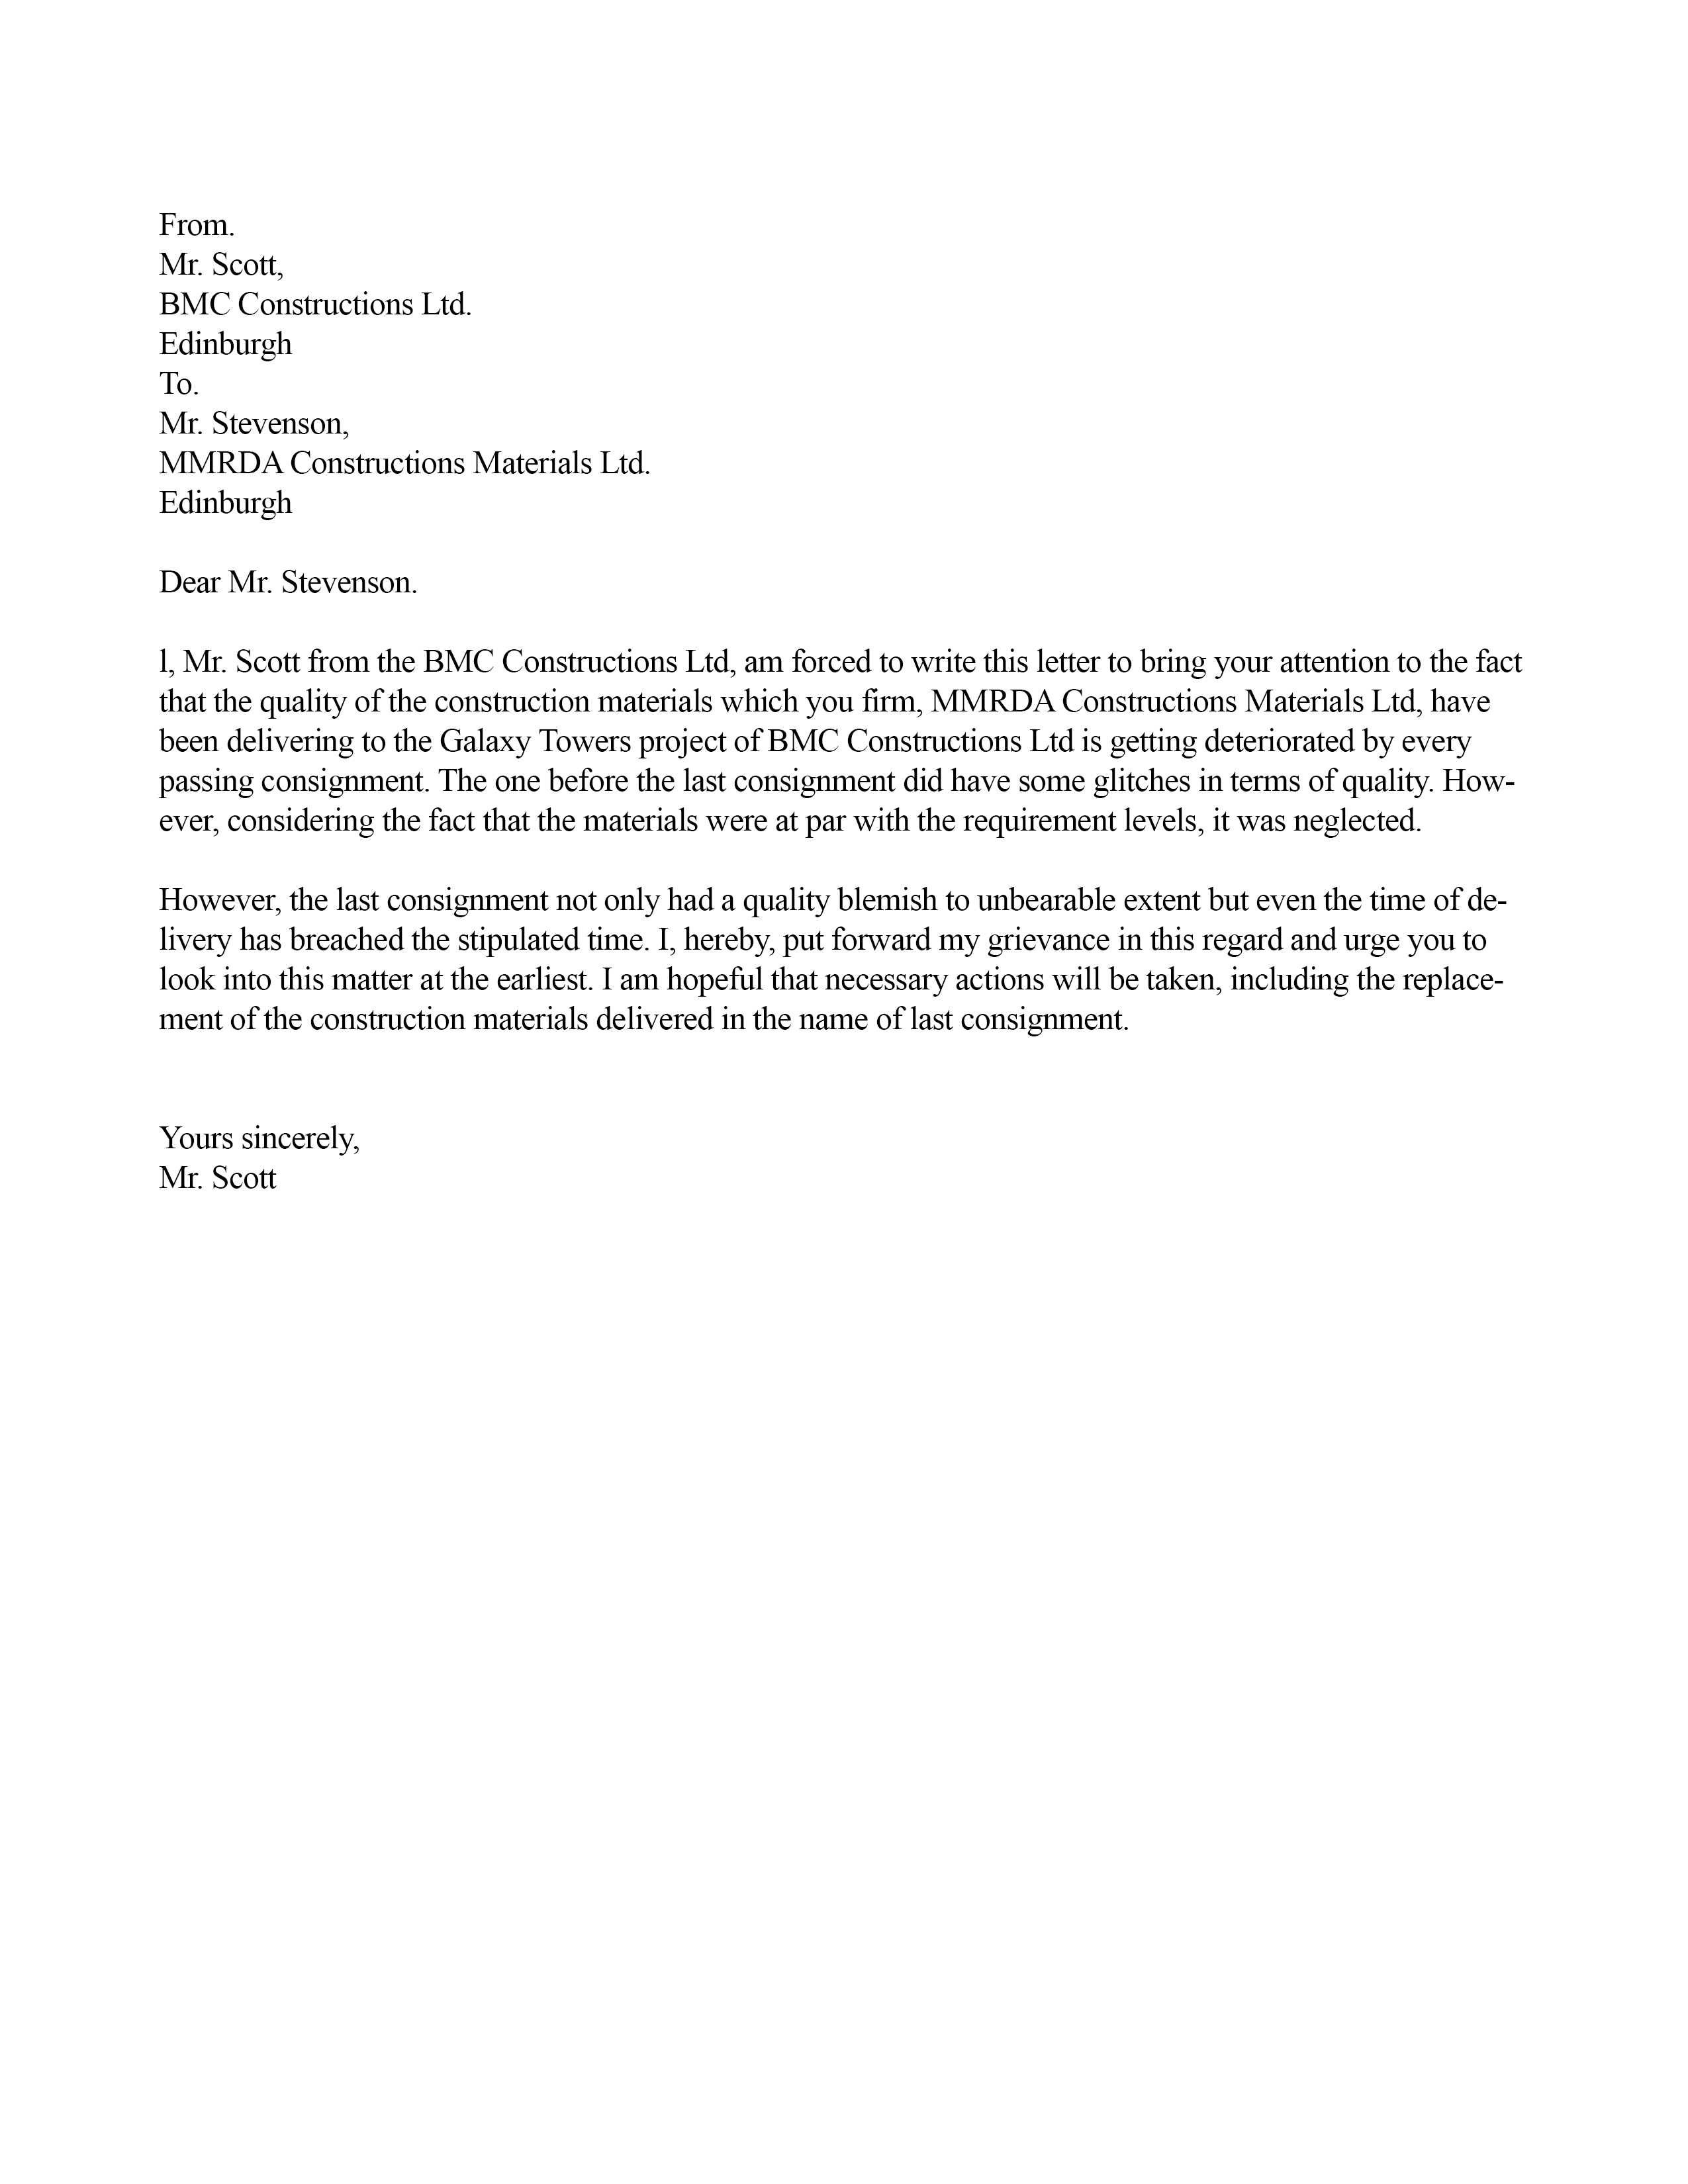 From.
Mr. Scott,
BMC Constructions Ltd.
Edinburgh
To.
Mr. Stevenson,
MMRDA Constructions Materials Ltd.
Edinburgh
Dear Mr. Stevenson.
l, Mr. Scott from the BMC Constructions Ltd, am forced to write this letter to bring your attention to the fact
that the quality of the construction materials which you firm, MMRDA Constructions Materials Ltd, have
been delivering to the Galaxy Towers project of BMC Constructions Ltd is getting deteriorated by every
passing consignment. The one before the last consignment did have some glitches in terms of quality. How-
ever, considering the fact that the materials were at par with the requirement levels, it was neglected.
However, the last consignment not only had a quality blemish to unbearable extent but even the time of de-
livery has breached the stipulated time. I, hereby, put forward my grievance in this regard and urge you to
look into this matter at the earliest. I am hopeful that necessary actions will be taken, including the replace-
ment of the construction materials delivered in the name of last consignment.
Yours sincerely,
Mr. Scott